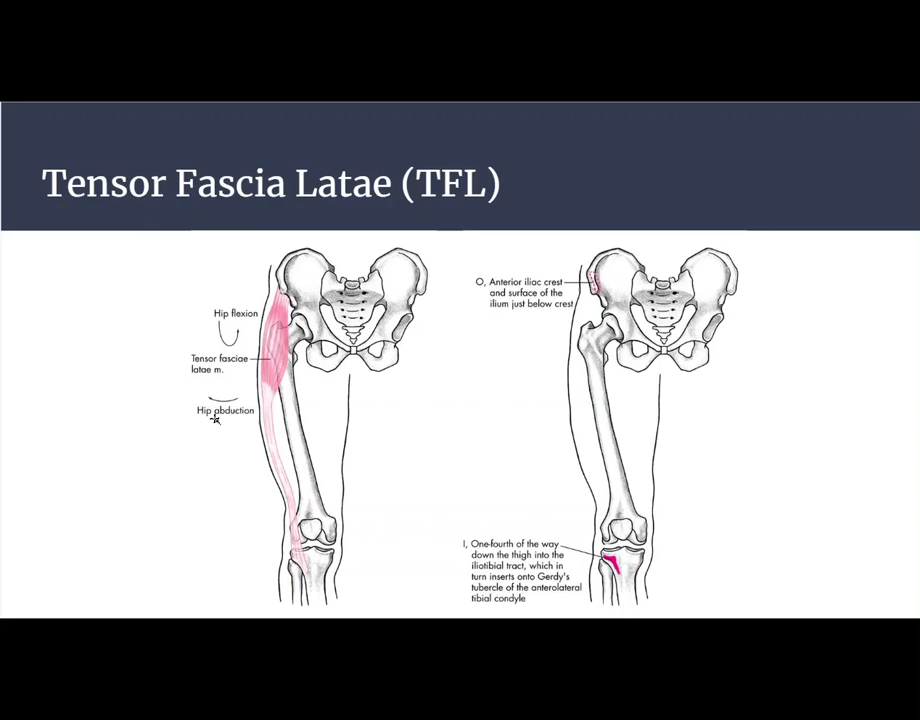 Tensor Fascia Latae (TFL)
Hip flexion
Tensor fasciae
latae m.
Hip abduction
O, Anterior iliac crest
and surface of the
ilium just below crest
I, One-fourth of the way
down the thigh into the
iliotibial tract, which in
turn inserts onto Gerdy's
tubercle of the anterolateral
tibial condyle